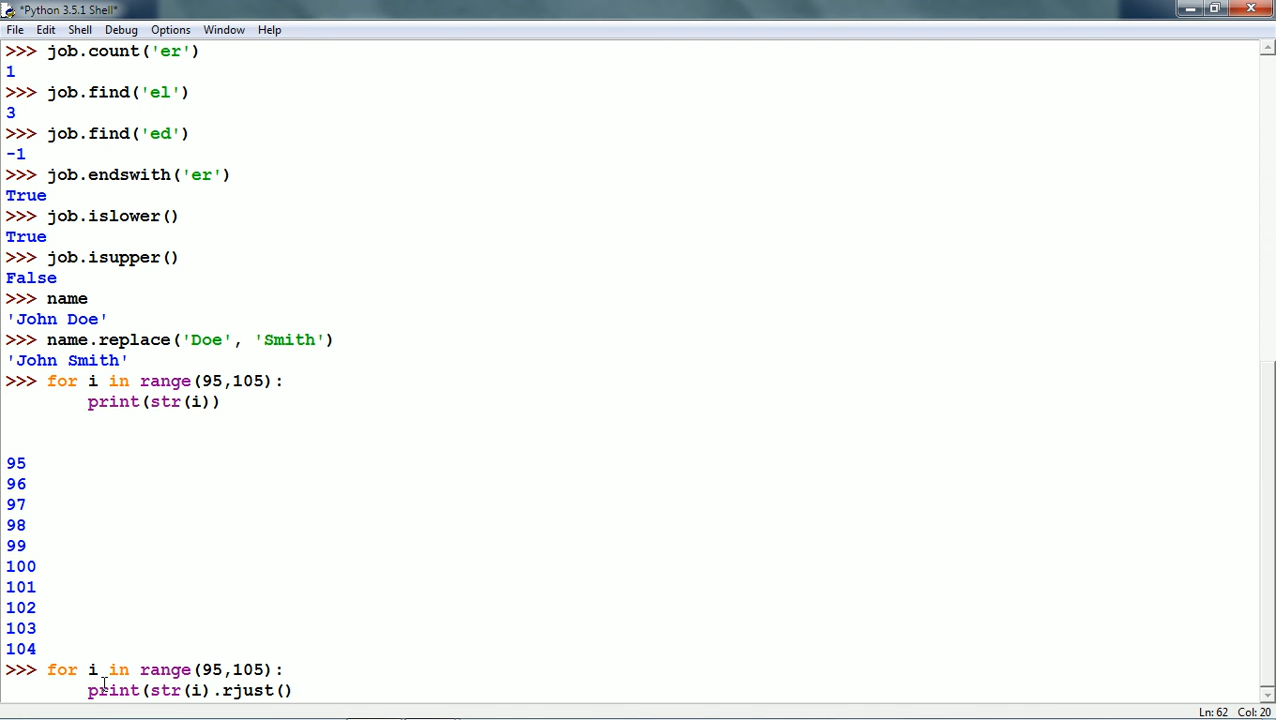 *Python 3.5.1 Shell*
File Edit Shell Debug Options Window Help
>>> job.count('er')
1
>>> job.find('el')
3
>>> job.find('ed')
-1
>>> job.endswith('er')
True
>>> job.islower()
True
>>> job.isupper()
False
>>> name
'John Doe'
>>> name.replace('Doe', 'Smith')
'John Smith'
>>> for i in range(95,105):
        print(str(i))
95
96
97
98
99
100
101
102
103
104
>>> for i in range(95,105):
        print(str(i).rjust()
Ln: 62 Col: 20